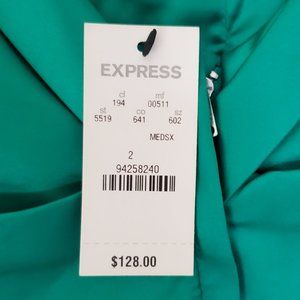 EXPRESS
cl mf
194 00511
st co sz
5519 641 602
MEDSX
2
94258240
$128.00